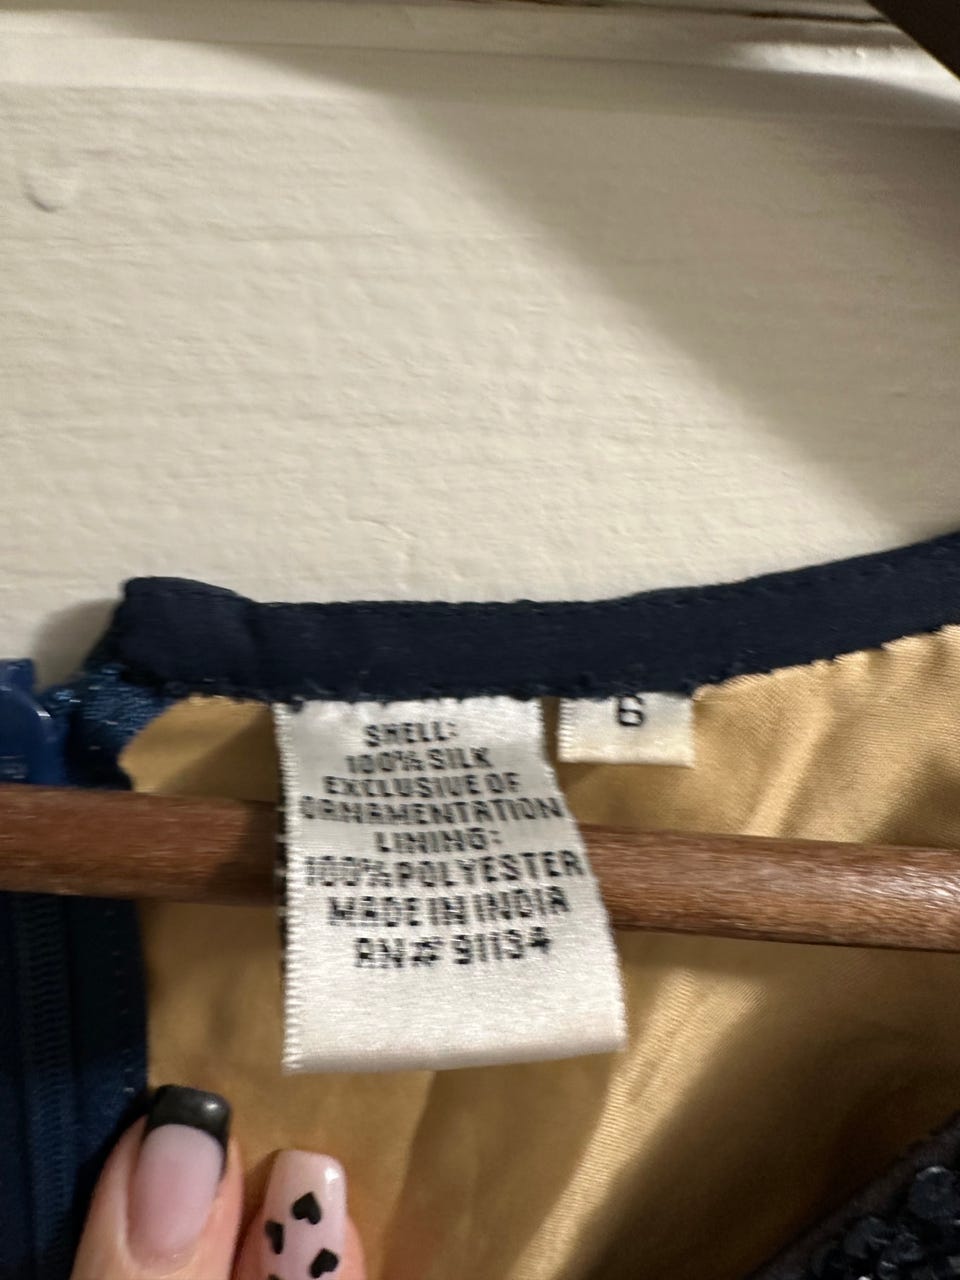 SHELL:
100% SILK
EXCLUSIVE OF
ORNAMENTATION
LINING:
100% POLYESTER
MADE IN INDIA
RN# 91134
6